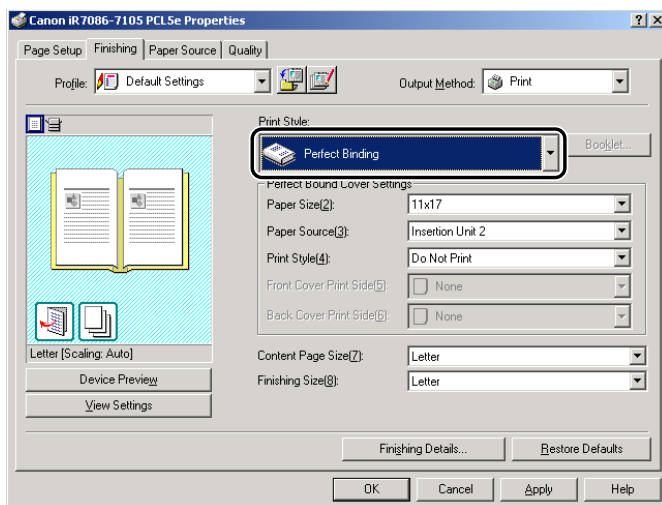 Canon iR7086-7105 PCL5e Properties
Page Setup Finishing Paper Source Quality
Profile: Default Settings Output Method: Print
Print Style:
Perfect Binding Booklet...
Perfect Bound Cover Settings
Paper Size(2): 11x17
Paper Source(3): Insertion Unit 2
Print Style(4): Do Not Print
Front Cover Print Side(5): None
Back Cover Print Side(6): None
Letter [Scaling: Auto] Content Page Size(7): Letter
Device Preview Finishing Size(8): Letter
View Settings
Finishing Details... Restore Defaults
OK Cancel Apply Help